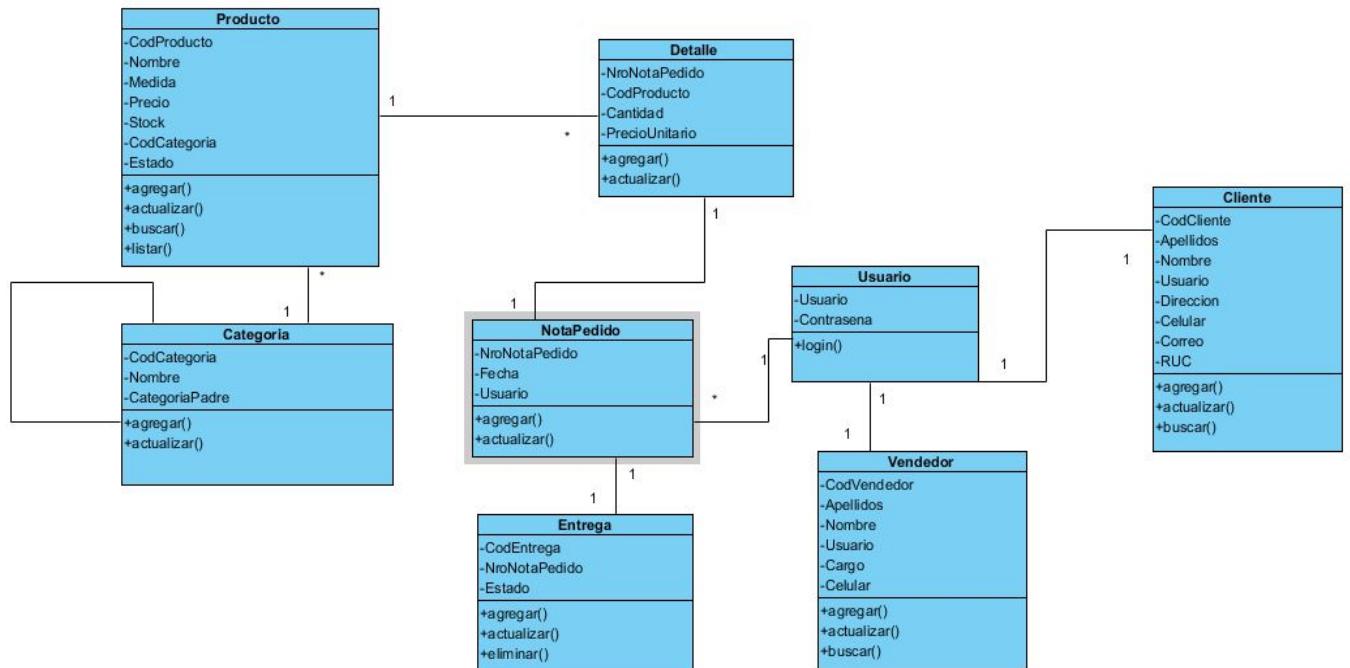 Producto
-CodProducto
-Nombre
-Medida
-Precio
-Stock
-CodCategoria
-Estado
+agregar()
+actualizar()
+buscar()
+listar()
1
*
Detalle
-NroNotaPedido
-CodProducto
-Cantidad
-PrecioUnitario
+agregar()
+actualizar()
1
1
*
1
Categoria
-CodCategoria
-Nombre
-CategoriaPadre
+agregar()
+actualizar()
NotaPedido
-NroNotaPedido
-Fecha
-Usuario
+agregar()
+actualizar()
*
1
1
1
Entrega
-CodEntrega
-NroNotaPedido
-Estado
+agregar()
+actualizar()
+eliminar()
Usuario
-Usuario
-Contrasena
+login()
1
1
1
1
Cliente
-CodCliente
-Apellidos
-Nombre
-Usuario
-Direccion
-Celular
-Correo
-RUC
+agregar()
+actualizar()
+buscar()
Vendedor
-CodVendedor
-Apellidos
-Nombre
-Usuario
-Cargo
-Celular
+agregar()
+actualizar()
+buscar()